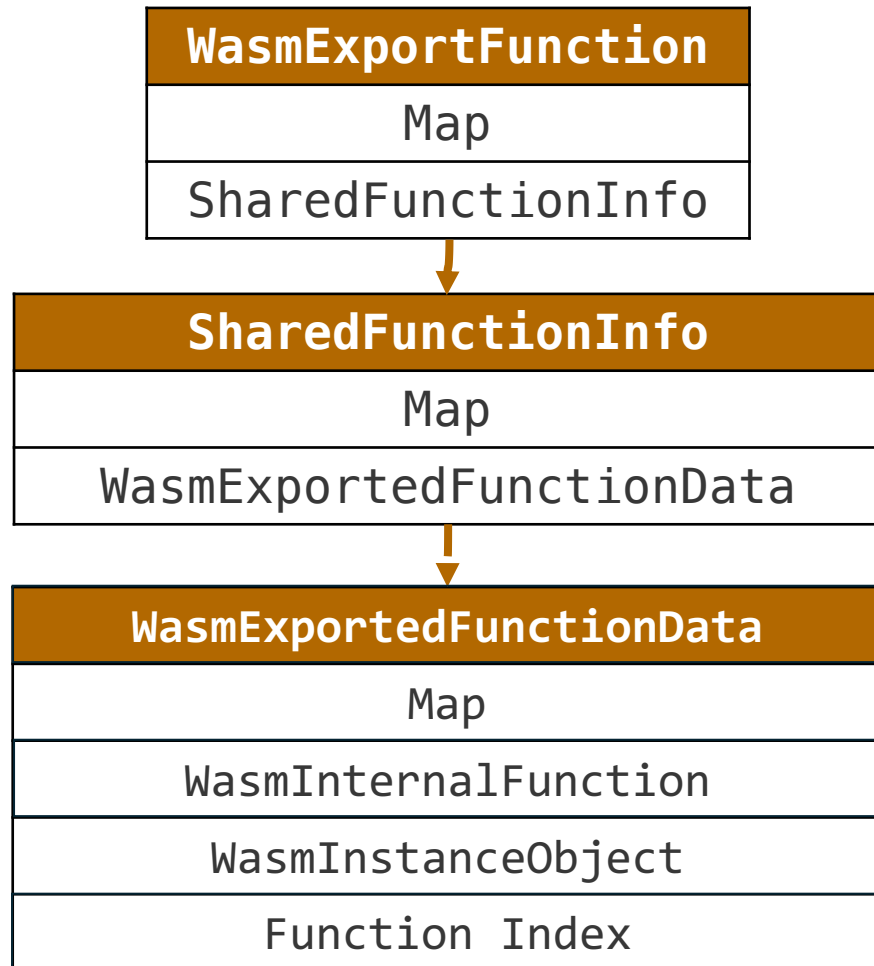 WasmExportFunction
Map
SharedFunctionInfo
SharedFunctionInfo
Map
WasmExportedFunctionData
WasmExportedFunctionData
Map
WasmInternalFunction
WasmInstanceObject
Function Index